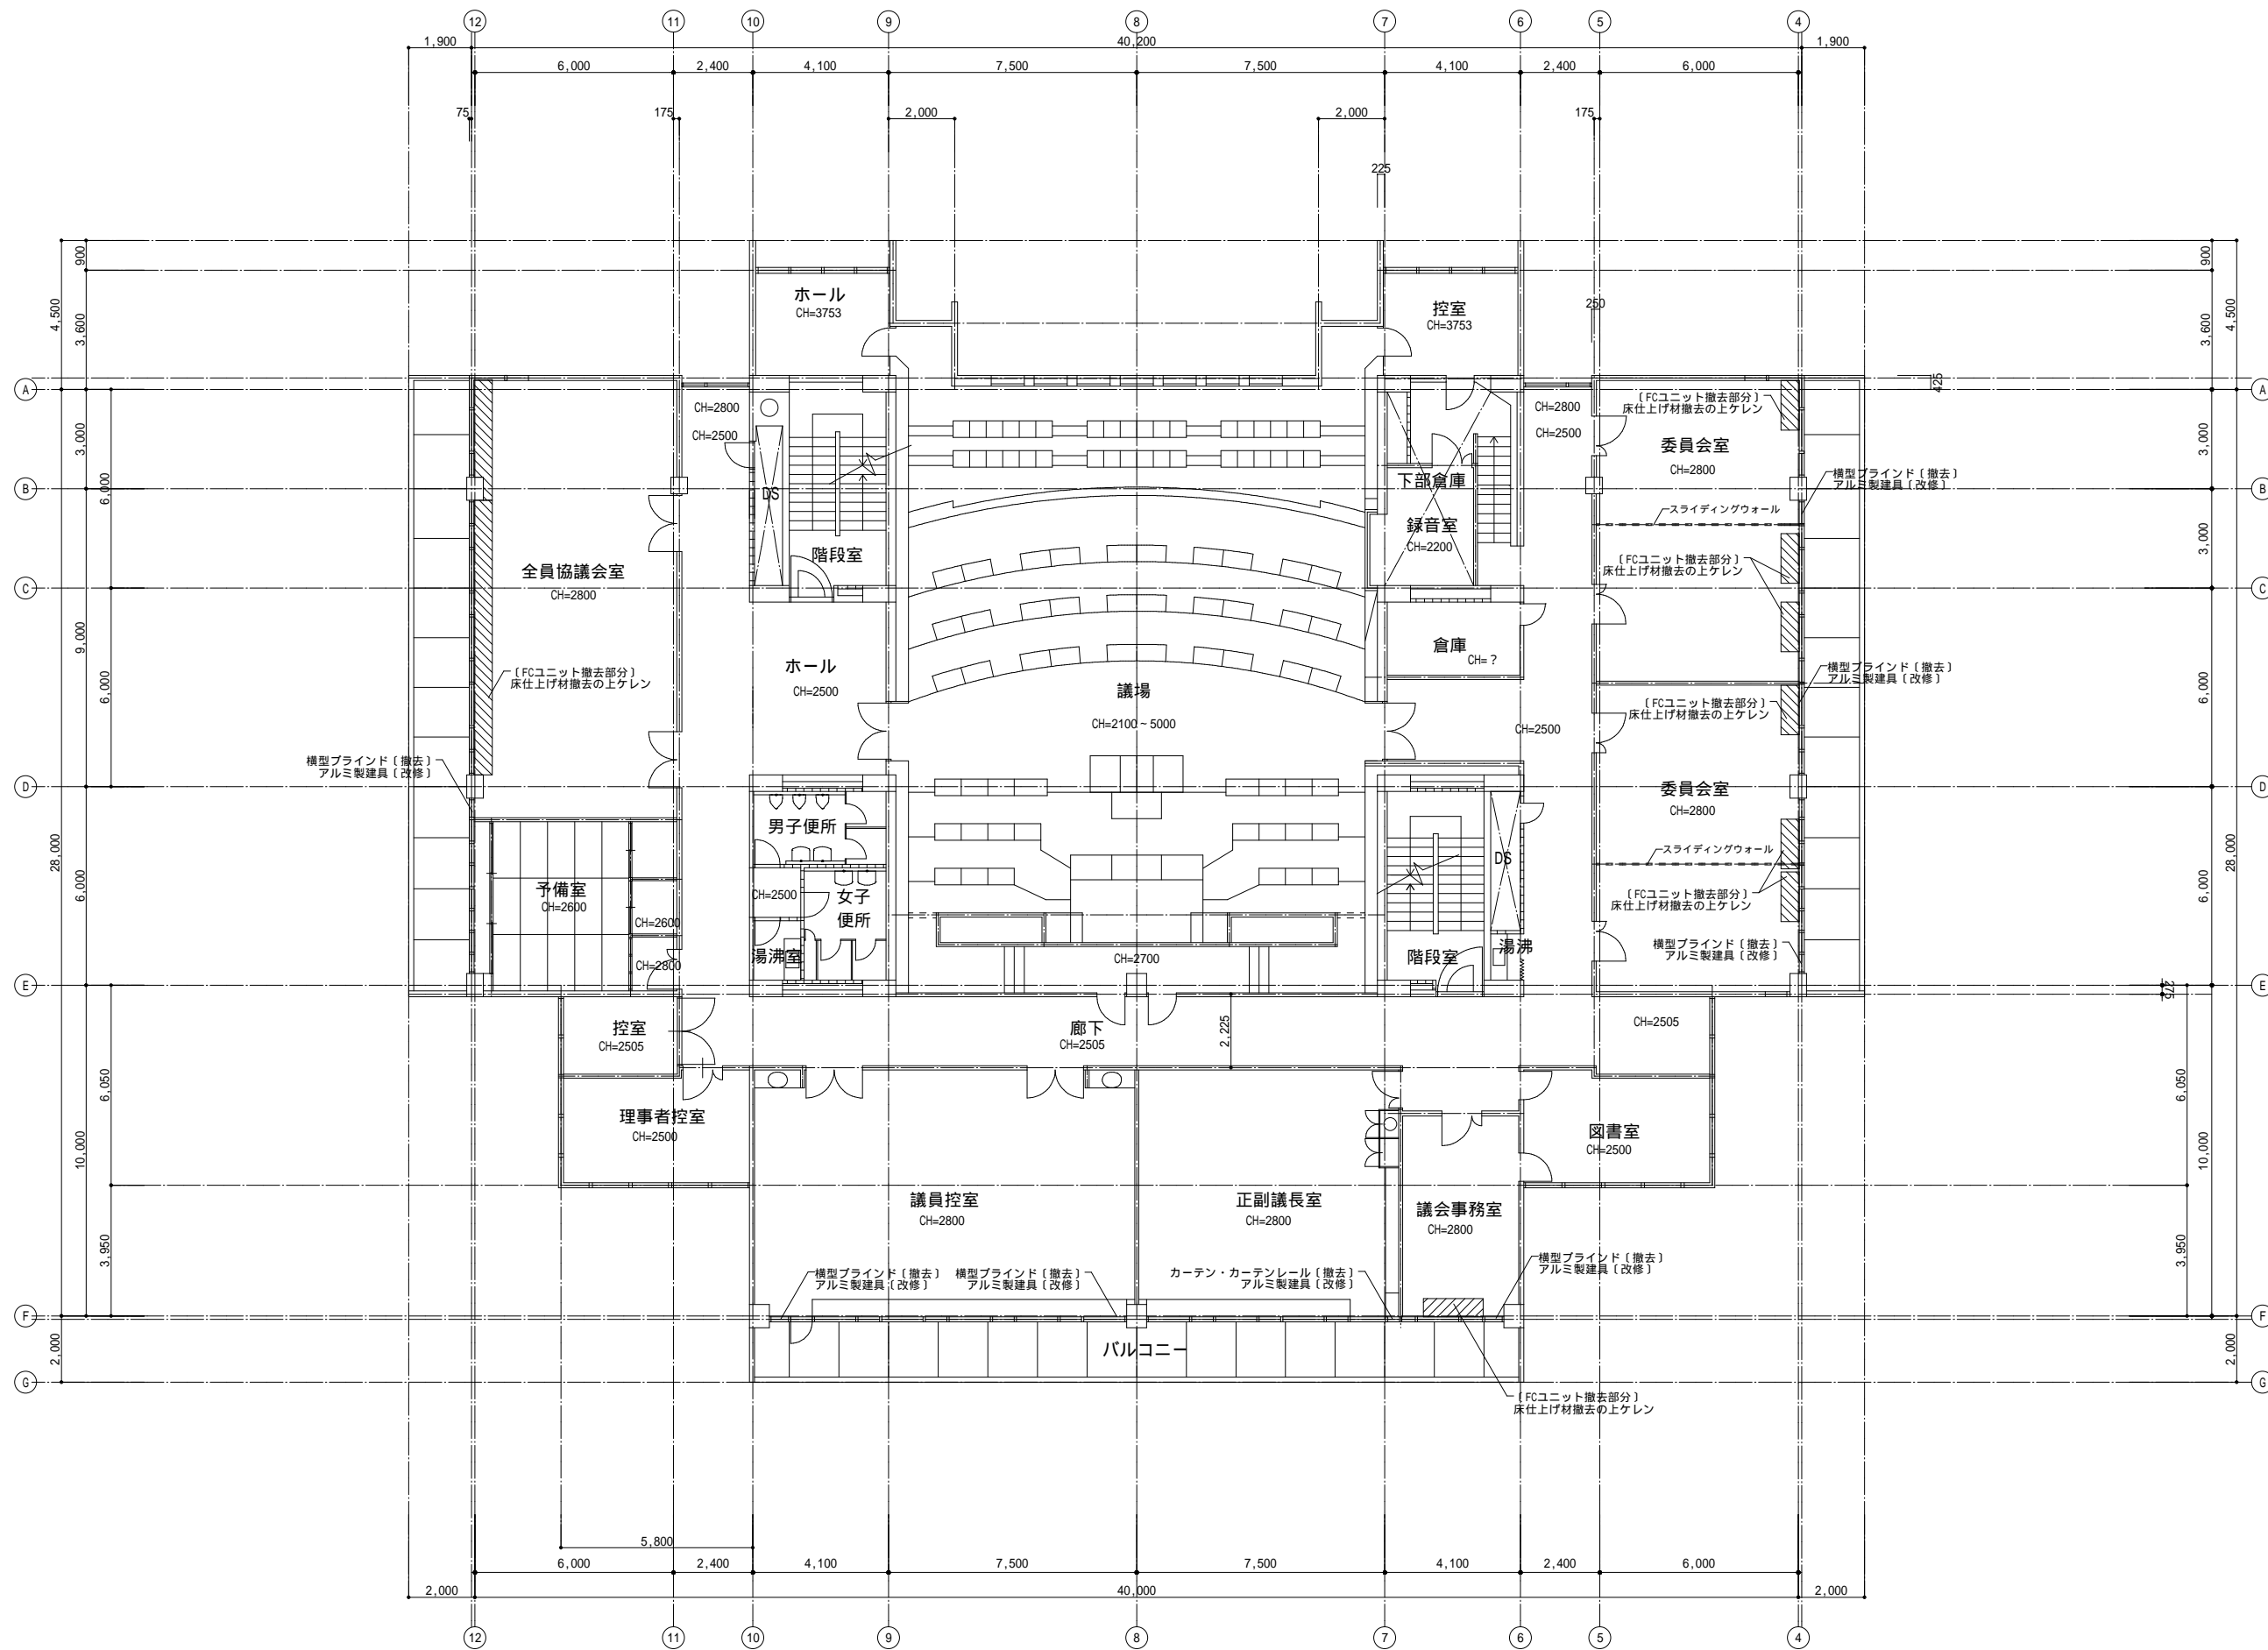 12 11 10 9 8 7 6 5 4
1,900 40,200 1,900
6,000 2,400 4,100 7,500 7,500 4,100 2,400 6,000
75 175 2,000 2,000 175
225
900 900
4,500 3,600 ホール 控室 250 3,600 4,500
CH=3753 CH=3753
A A
425
CH=2800 CH=2800 〔FCユニット撤去部分〕
床仕上げ材撤去の上ケレン
3,000 CH=2500 CH=2500 委員会室 3,000
CH=2800
横型ブラインド〔撤去〕
アルミ製建具〔改修〕
B 6,000 DS 下部倉庫 B
スライディングウォール
録音室
CH=2200
3,000
階段室
〔FCユニット撤去部分〕
床仕上げ材撤去の上ケレン
全員協議会室
CH=2800
C C
9,000 倉庫
CH=?
ホール
CH=2500
横型ブラインド〔撤去〕
アルミ製建具〔改修〕
〔FCユニット撤去部分〕
床仕上げ材撤去の上ケレン
6,000 6,000
議場
CH=2100~5000
〔FCユニット撤去部分〕
床仕上げ材撤去の上ケレン
CH=2500
横型ブラインド〔撤去〕
アルミ製建具〔改修〕
D D
委員会室
CH=2800
男子便所
28,000 28,000
スライディングウォール
DS
6,000 予備室 6,000
CH=2600
CH=2500 女子
便所
〔FCユニット撤去部分〕
床仕上げ材撤去の上ケレン
CH=2600
横型ブラインド〔撤去〕
アルミ製建具〔改修〕
CH=2800 湯沸室 CH=2700 階段室 湯沸
E E
275
控室
CH=2505
廊下
CH=2505
2,225
CH=2505
6,050 6,050
理事者控室
CH=2500
図書室
CH=2500
10,000 10,000
議員控室
CH=2800
正副議長室
CH=2800
議会事務室
CH=2800
3,950 3,950
横型ブラインド〔撤去〕
アルミ製建具〔改修〕
横型ブラインド〔撤去〕
アルミ製建具〔改修〕
カーテン・カーテンレール〔撤去〕
アルミ製建具〔改修〕
横型ブラインド〔撤去〕
アルミ製建具〔改修〕
F F
2,000 バルコニー 2,000
G G
〔FCユニット撤去部分〕
床仕上げ材撤去の上ケレン
5,800
6,000 2,400 4,100 7,500 7,500 4,100 2,400 6,000
2,000 40,000 2,000
12 11 10 9 8 7 6 5 4